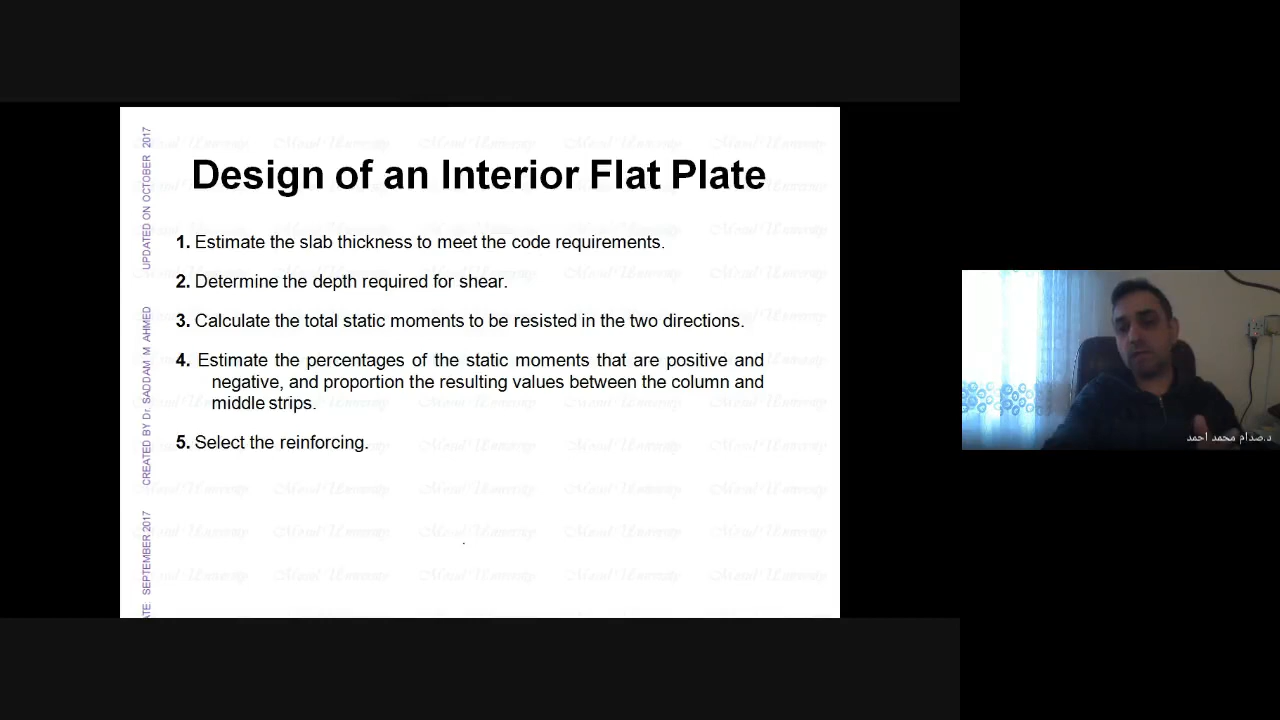 Design of an Interior Flat Plate
1. Estimate the slab thickness to meet the code requirements.
2. Determine the depth required for shear.
3. Calculate the total static moments to be resisted in the two directions.
4. Estimate the percentages of the static moments that are positive and
negative, and proportion the resulting values between the column and
middle strips.
5. Select the reinforcing.
UPDATED ON OCTOBER 2017
CREATED BY Dr. SADDAM M AHMED
SEPTEMBER 2017
Mosul University
د.صدام محمد احمد